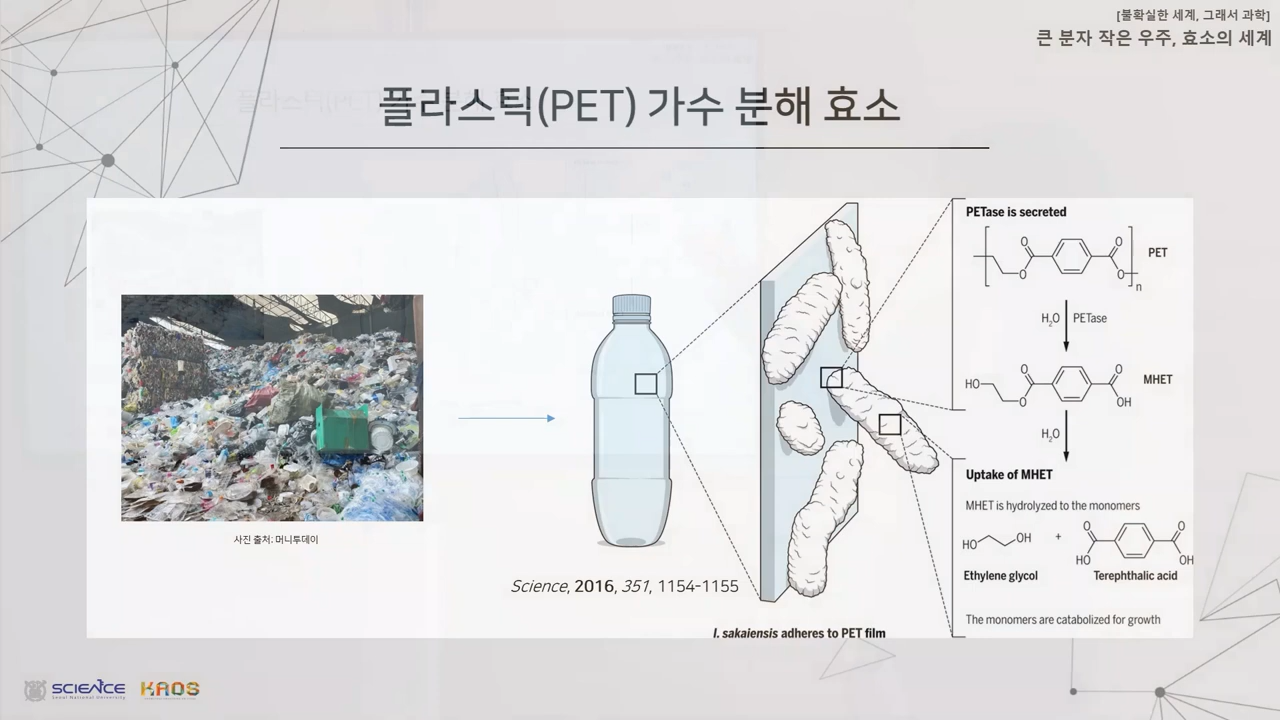 [불확실한 세계, 그래서 과학]
큰 분자 작은 우주, 효소의 세계
플라스틱(PET) 가수 분해 효소
사진 출처: 머니투데이
Science, 2016, 351, 1154-1155
I. sakaiensis adheres to PET film
PETase is secreted
O
O
O
O
n
PET
H2O
PETase
HO
O
O
O
OH
MHET
H2O
Uptake of MHET
MHET is hydrolyzed to the monomers
HO
OH
+
O
HO
O
OH
Ethylene glycol
Terephthalic acid
The monomers are catabolized for growth
SCIENCE
Seoul National University
KAOS